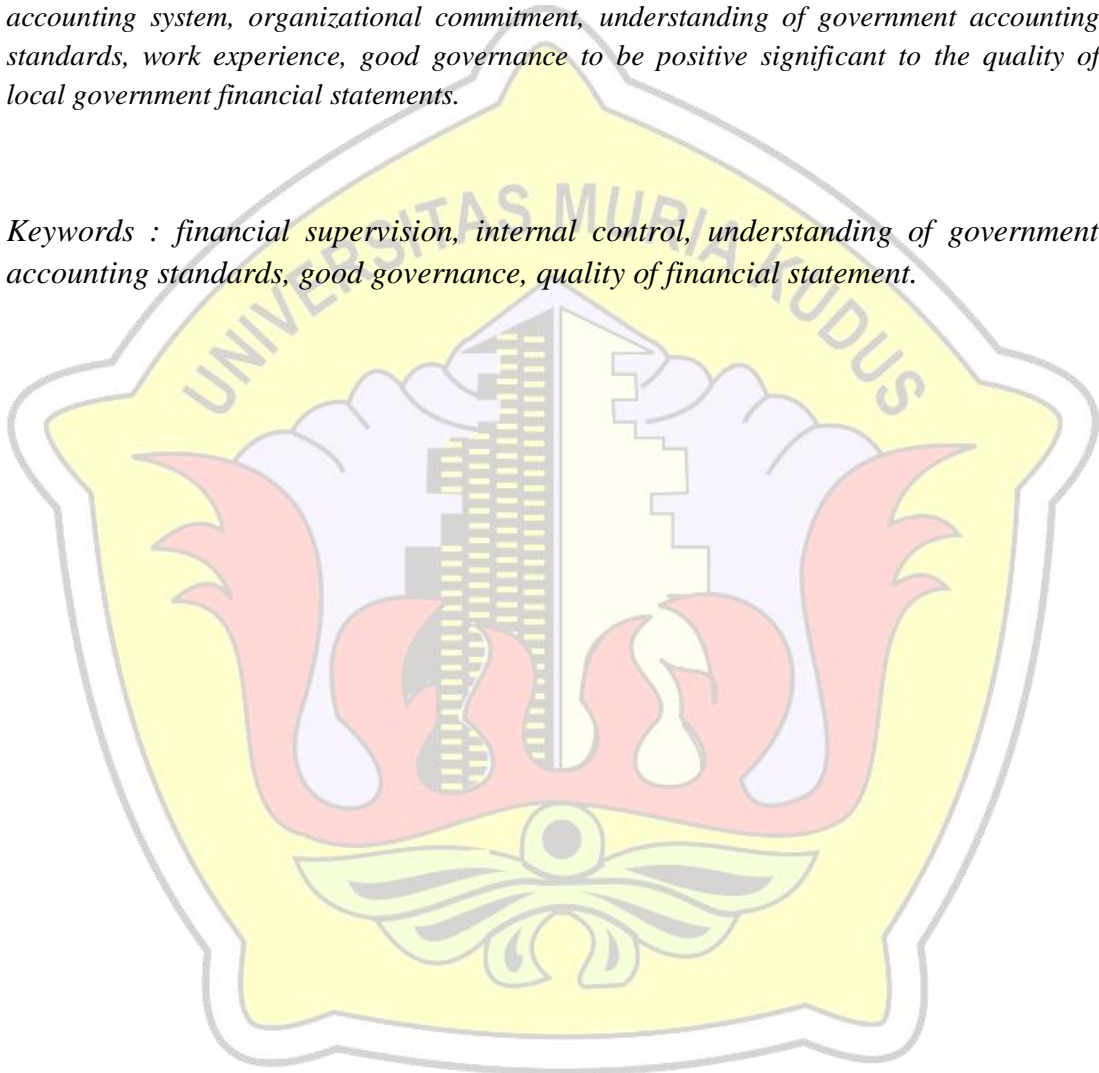 accounting system, organizational commitment, understanding of government accounting
standards, work experience, good governance to be positive significant to the quality of
local government financial statements.
Keywords : financial supervision, internal control, understanding of government
accounting standards, good governance, quality of financial statement.
UNIVERSITAS MURIA KUDUS